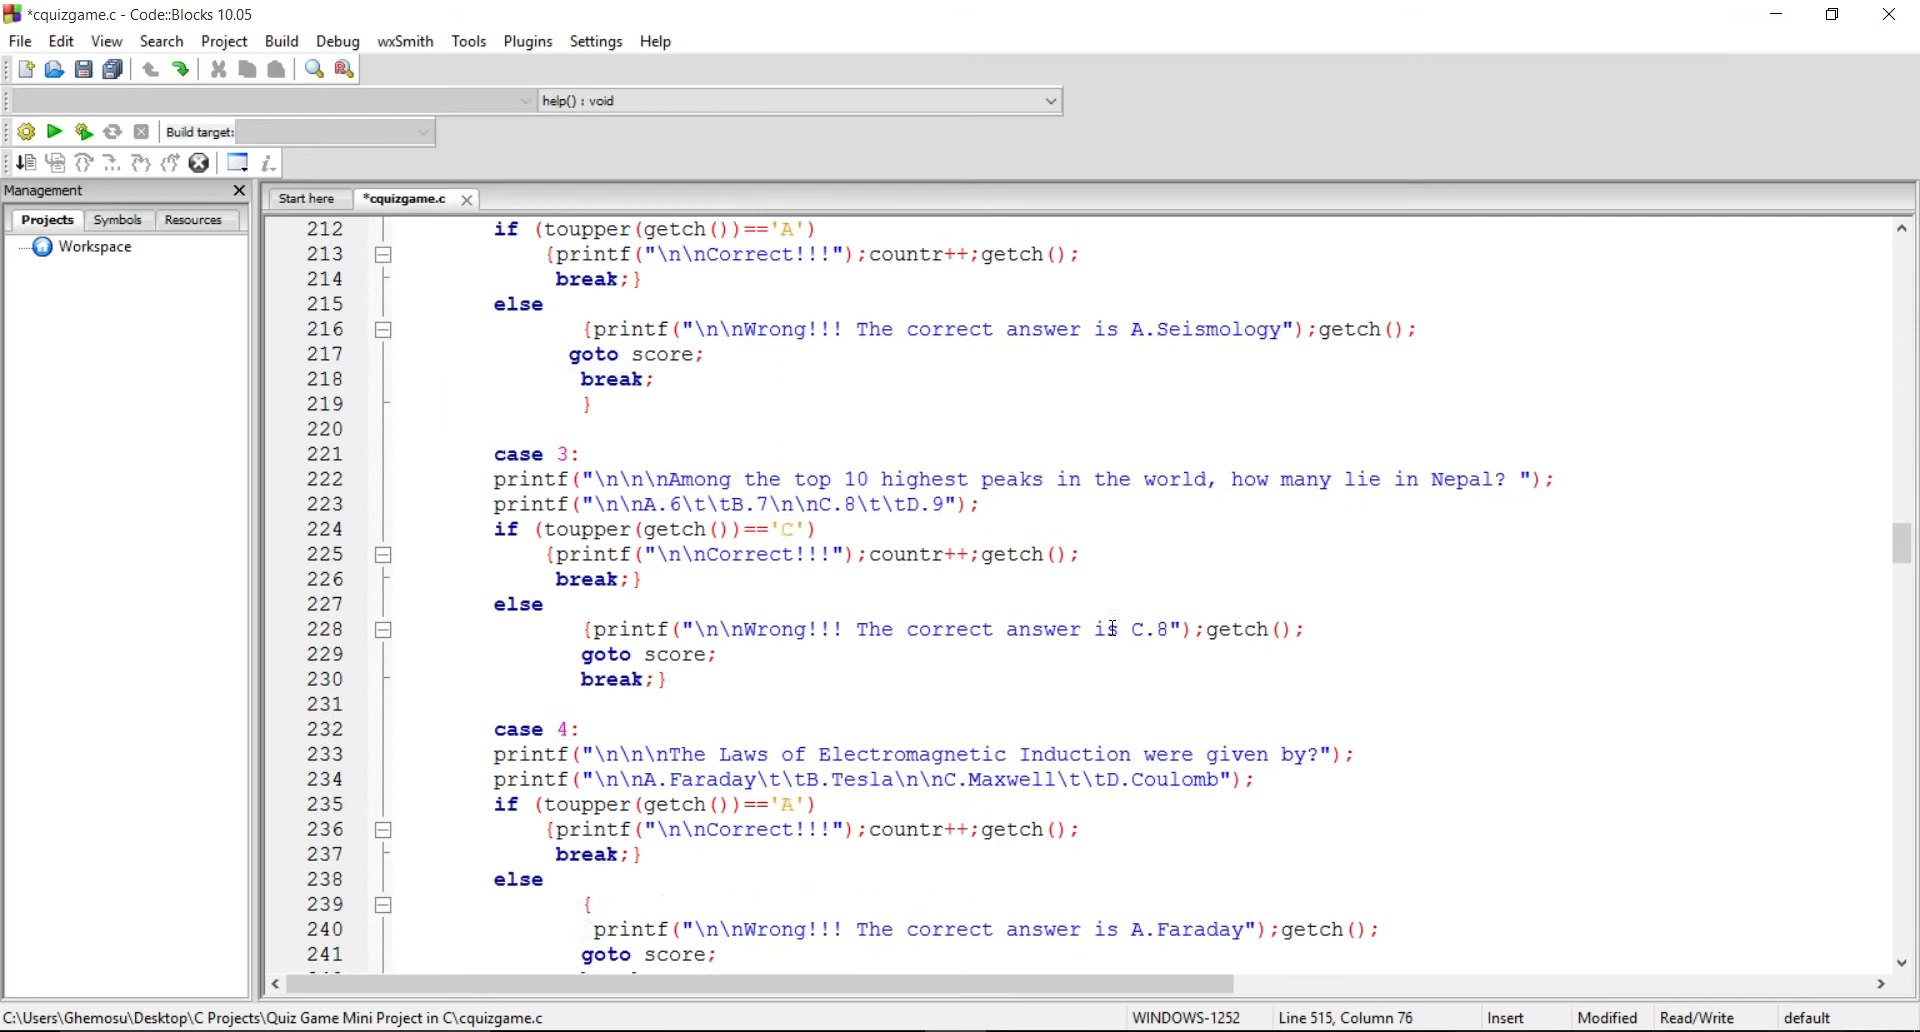 *cquizgame.c - Code::Blocks 10.05
File Edit View Search Project Build Debug wxSmith Tools Plugins Settings Help
help() : void
Build target:
Management
Projects Symbols Resources
Workspace
Start here *cquizgame.c
212 if (toupper(getch())=='A')
213 {printf("\n\nCorrect!!!");countr++;getch();
214 break;}
215 else
216 {printf("\n\nWrong!!! The correct answer is A.Seismology");getch();
217 goto score;
218 break;
219 }
220
221 case 3:
222 printf("\n\n\nAmong the top 10 highest peaks in the world, how many lie in Nepal? ");
223 printf("\n\nA.6\t\tB.7\n\nC.8\t\tD.9");
224 if (toupper(getch())=='C')
225 {printf("\n\nCorrect!!!");countr++;getch();
226 break;}
227 else
228 {printf("\n\nWrong!!! The correct answer is C.8");getch();
229 goto score;
230 break;}
231
232 case 4:
233 printf("\n\n\nThe Laws of Electromagnetic Induction were given by?");
234 printf("\n\nA.Faraday\t\tB.Tesla\n\nC.Maxwell\t\tD.Coulomb");
235 if (toupper(getch())=='A')
236 {printf("\n\nCorrect!!!");countr++;getch();
237 break;}
238 else
239 {
240 printf("\n\nWrong!!! The correct answer is A.Faraday");getch();
241 goto score;
C:\Users\Ghemosu\Desktop\C Projects\Quiz Game Mini Project in C\cquizgame.c WINDOWS-1252 Line 515, Column 76 Insert Modified Read/Write default